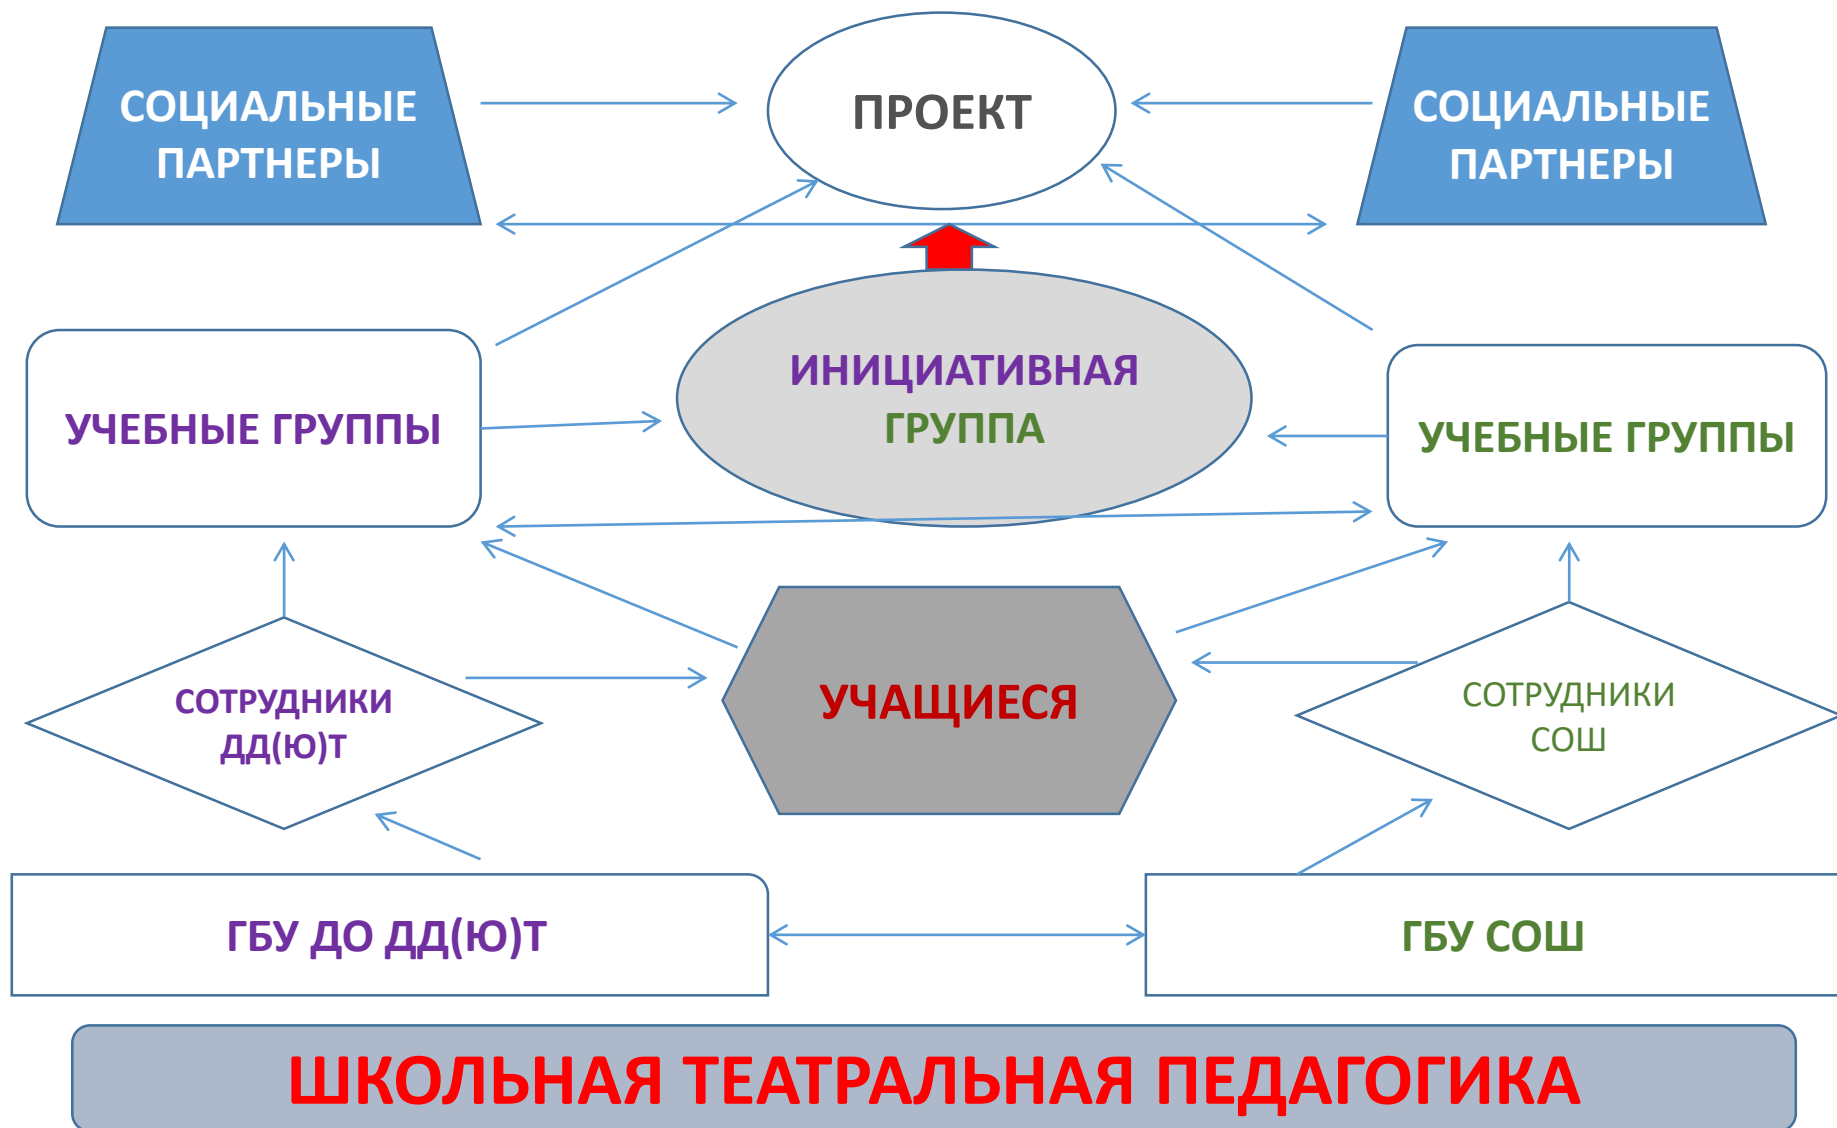 СОЦИАЛЬНЫЕ
ПАРТНЕРЫ
ПРОЕКТ
СОЦИАЛЬНЫЕ
ПАРТНЕРЫ
УЧЕБНЫЕ ГРУППЫ
ИНИЦИАТИВНАЯ
ГРУППА
УЧЕБНЫЕ ГРУППЫ
СОТРУДНИКИ
ДД(Ю)Т
УЧАЩИЕСЯ
СОТРУДНИКИ
СОШ
ГБУ ДО ДД(Ю)Т
ГБУ СОШ
ШКОЛЬНАЯ ТЕАТРАЛЬНАЯ ПЕДАГОГИКА